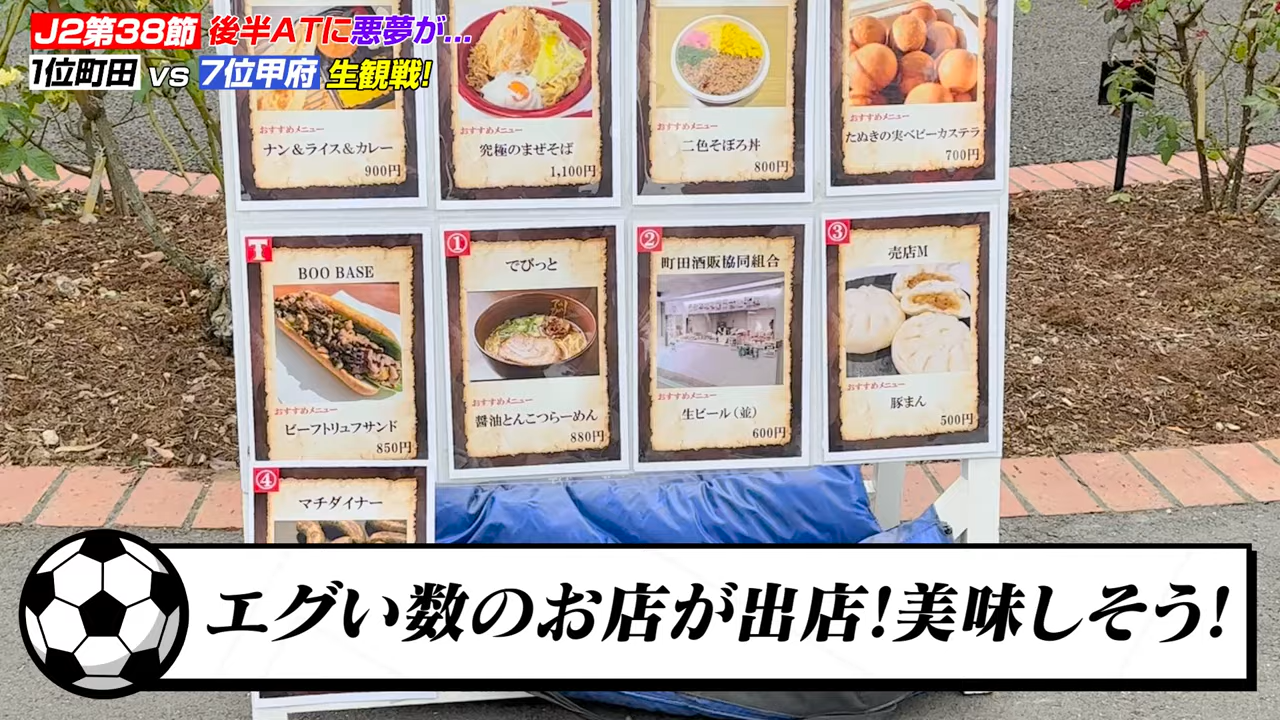 J2第38節 後半ATに悪夢が…
1位町田 vs 7位甲府 生観戦!
おすすめメニュー
ナン&ライス&カレー
900円
おすすめメニュー
究極のまぜそば
1,100円
おすすめメニュー
二色そぼろ丼
800円
おすすめメニュー
たぬきの実ベビーカステラ
700円
T
BOO BASE
おすすめメニュー
ビーフトリュフサンド
850円
①
でびっと
おすすめメニュー
醤油とんこつらーめん
880円
②
町田酒販協同組合
おすすめメニュー
生ビール(並)
600円
③
売店M
おすすめメニュー
豚まん
500円
④
マチダイナー
エグい数のお店が出店!美味しそう!